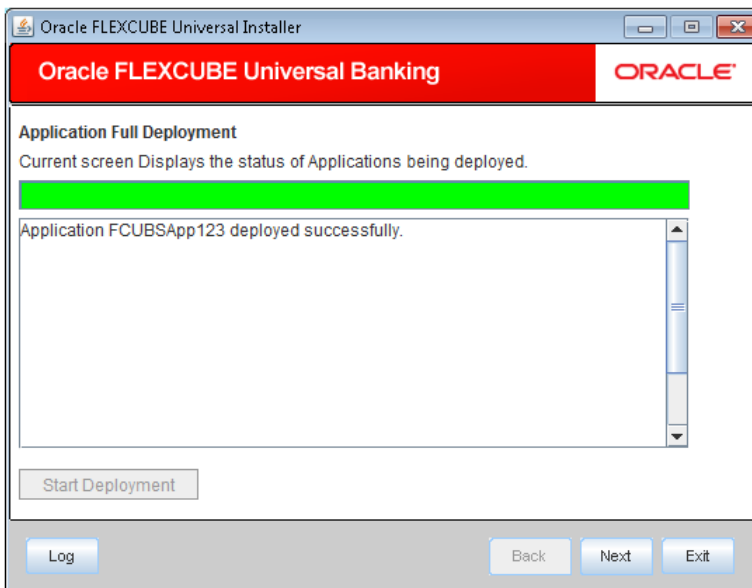 Oracle FLEXCUBE Universal Installer
Oracle FLEXCUBE Universal Banking
ORACLE'
Application Full Deployment
Current screen Displays the status of Applications being deployed.
Application FCUBSApp123 deployed successfully.
Start Deployment
Log
Back
Next
Exit